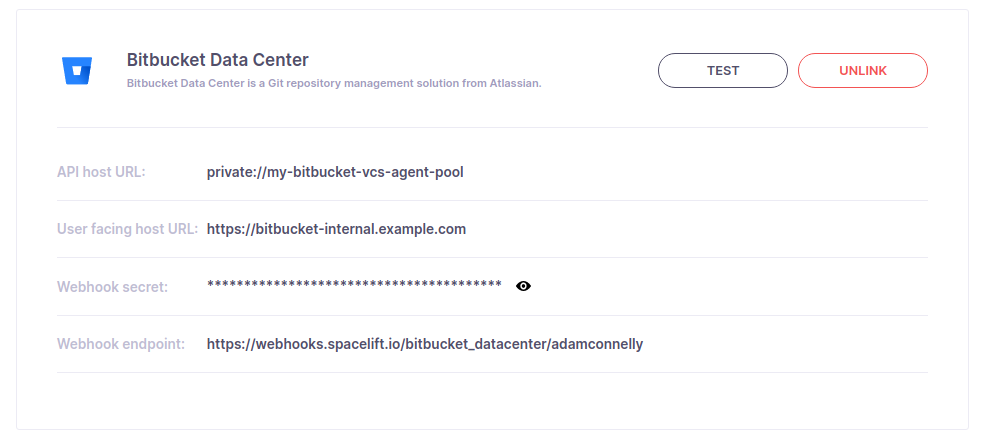 Bitbucket Data Center
Bitbucket Data Center is a Git repository management solution from Atlassian.
TEST
UNLINK
API host URL: private://my-bitbucket-vcs-agent-pool
User facing host URL: https://bitbucket-internal.example.com
Webhook secret: ****************************************
Webhook endpoint: https://webhooks.spacelift.io/bitbucket_datacenter/adamconnelly